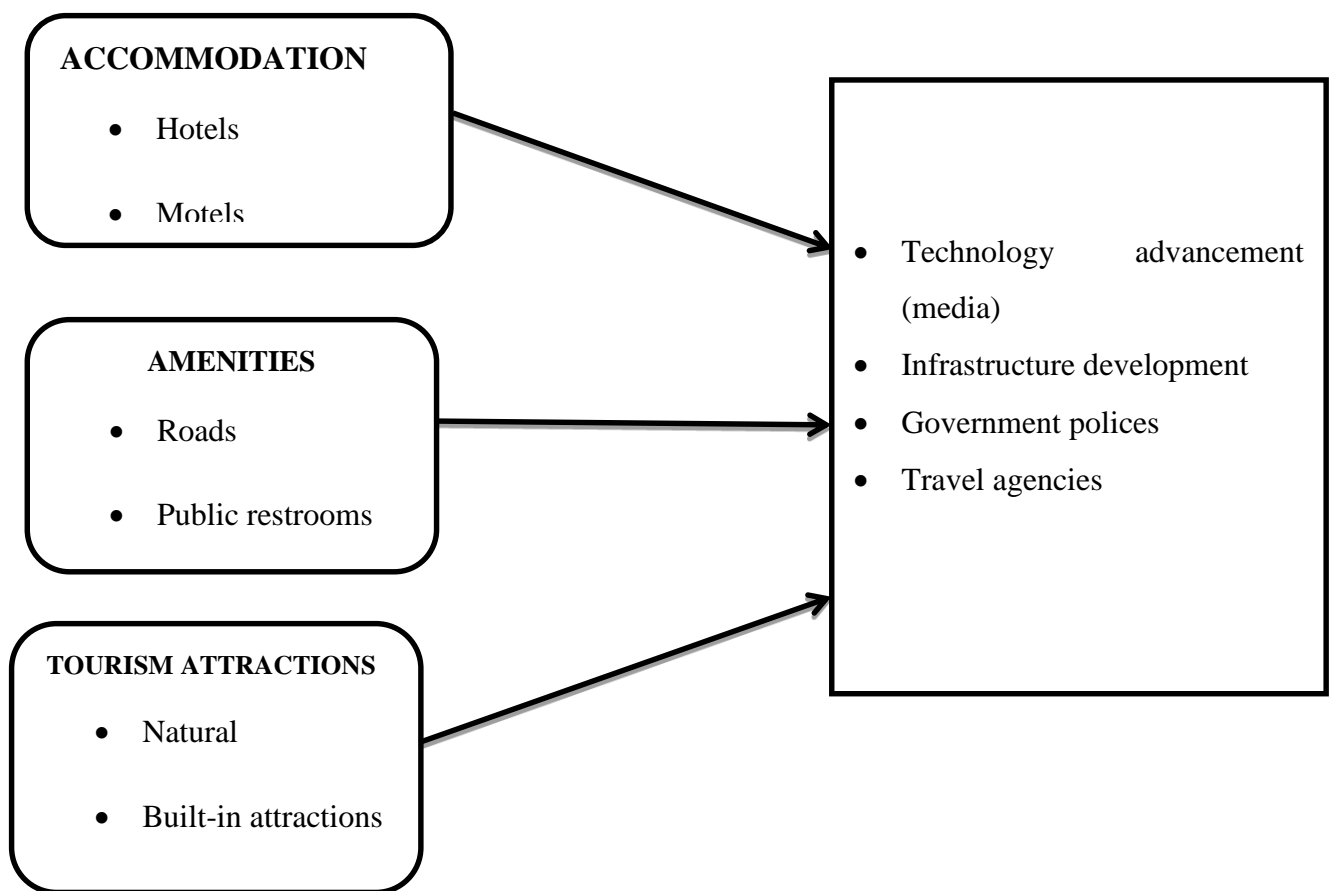 ACCOMMODATION
• Hotels
• Motels
AMENITIES
• Roads
• Public restrooms
TOURISM ATTRACTIONS
• Natural
• Built-in attractions
• Technology advancement
(media)
• Infrastructure development
• Government polices
• Travel agencies